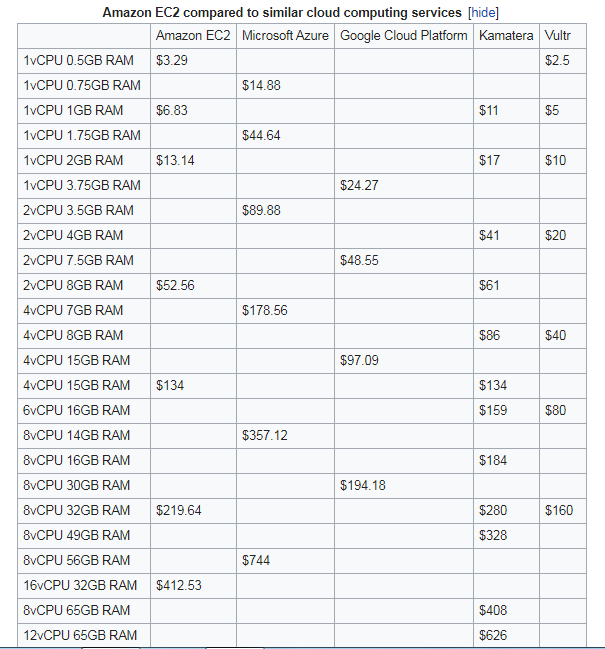 Amazon EC2 compared to similar cloud computing services [hide]
Amazon EC2 Microsoft Azure Google Cloud Platform Kamatera Vultr
1vCPU 0.5GB RAM $3.29 $2.5
1vCPU 0.75GB RAM $14.88
1vCPU 1GB RAM $6.83 $11 $5
1vCPU 1.75GB RAM $44.64
1vCPU 2GB RAM $13.14 $17 $10
1vCPU 3.75GB RAM $24.27
2vCPU 3.5GB RAM $89.88
2vCPU 4GB RAM $41 $20
2vCPU 7.5GB RAM $48.55
2vCPU 8GB RAM $52.56 $61
4vCPU 7GB RAM $178.56
4vCPU 8GB RAM $86 $40
4vCPU 15GB RAM $97.09
4vCPU 15GB RAM $134 $134
6vCPU 16GB RAM $159 $80
8vCPU 14GB RAM $357.12
8vCPU 16GB RAM $184
8vCPU 30GB RAM $194.18
8vCPU 32GB RAM $219.64 $280 $160
8vCPU 49GB RAM $328
8vCPU 56GB RAM $744
16vCPU 32GB RAM $412.53
8vCPU 65GB RAM $408
12vCPU 65GB RAM $626